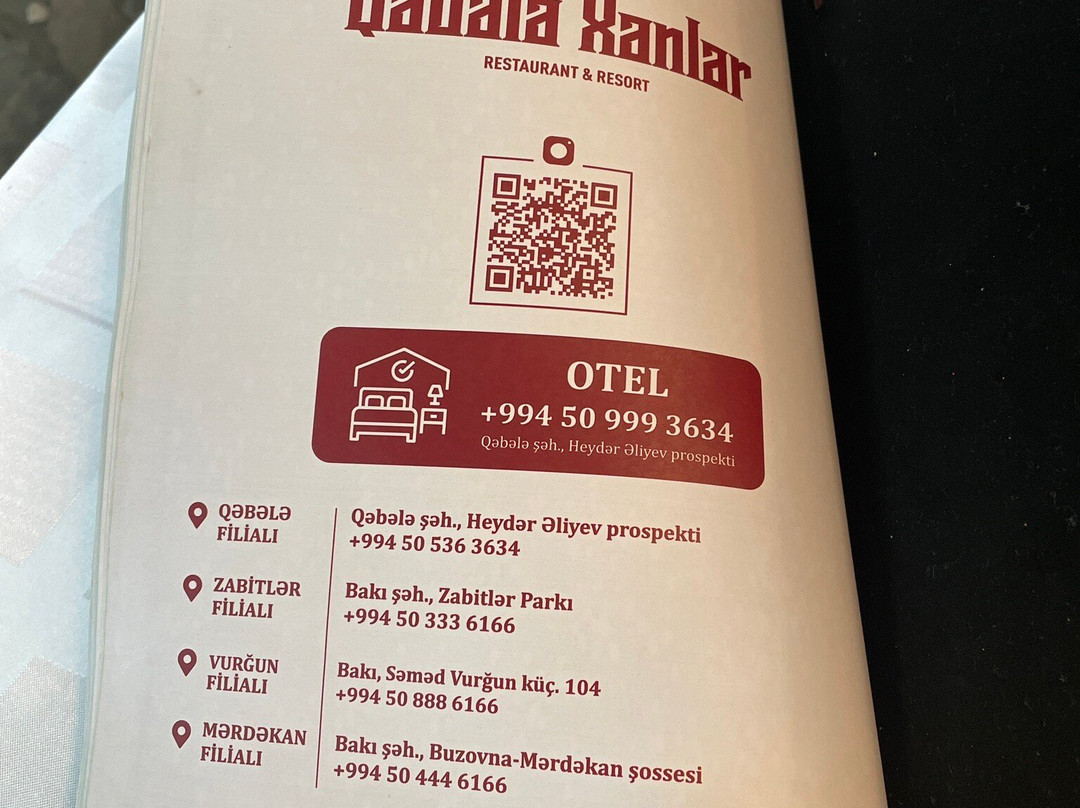 Qəbələ Xanlar
RESTAURANT & RESORT
OTEL
+994 50 999 3634
Qəbələ şəh., Heydər Əliyev prospekti
QƏBƏLƏ
FİLİALI
Qəbələ şəh., Heydər Əliyev prospekti
+994 50 536 3634
ZABİTLƏR
FİLİALI
Bakı şəh., Zabitlər Parkı
+994 50 333 6166
VURĞUN
FİLİALI
Bakı, Səməd Vurğun küç. 104
+994 50 888 6166
MƏRDƏKAN
FİLİALI
Bakı şəh., Buzovna-Mərdəkan şossesi
+994 50 444 6166